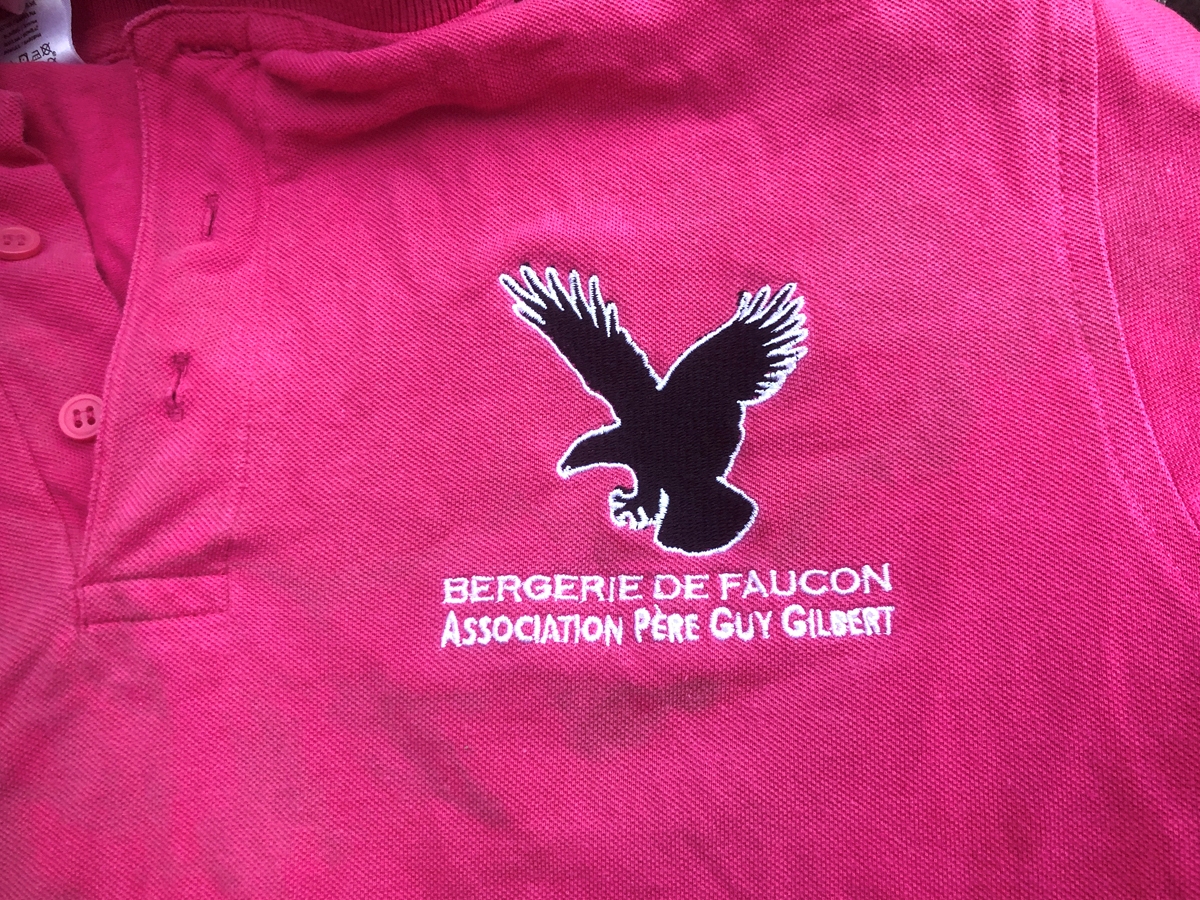 BERGERIE DE FAUCON
ASSOCIATION PÈRE GUY GILBERT